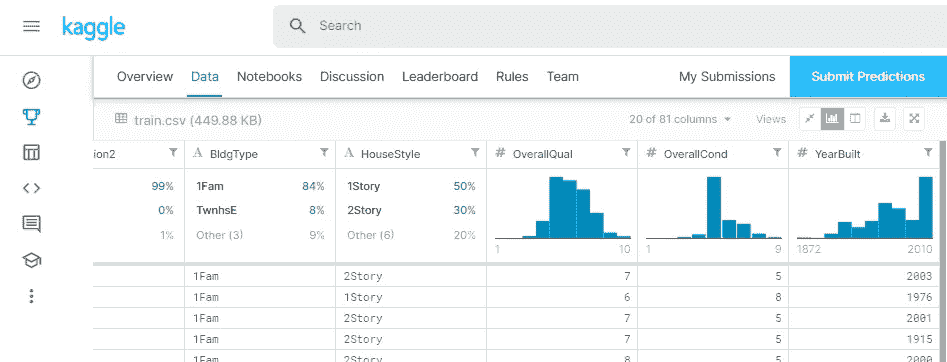 kaggle
Search
Overview Data Notebooks Discussion Leaderboard Rules Team My Submissions Submit Predictions
train.csv (449.88 KB) 20 of 81 columns Views
ion2 A BldgType A HouseStyle # OverallQual # OverallCond # YearBuilt
99% 1Fam 84% 1Story 50%
0% TwnhsE 8% 2Story 30%
1% Other (3) 9% Other (6) 20% 1 10 1 9 1872 2010
1Fam 2Story 7 5 2003
1Fam 1Story 6 8 1976
1Fam 2Story 7 5 2001
1Fam 2Story 7 5 1915
1Fam 2Story 8 5 2000